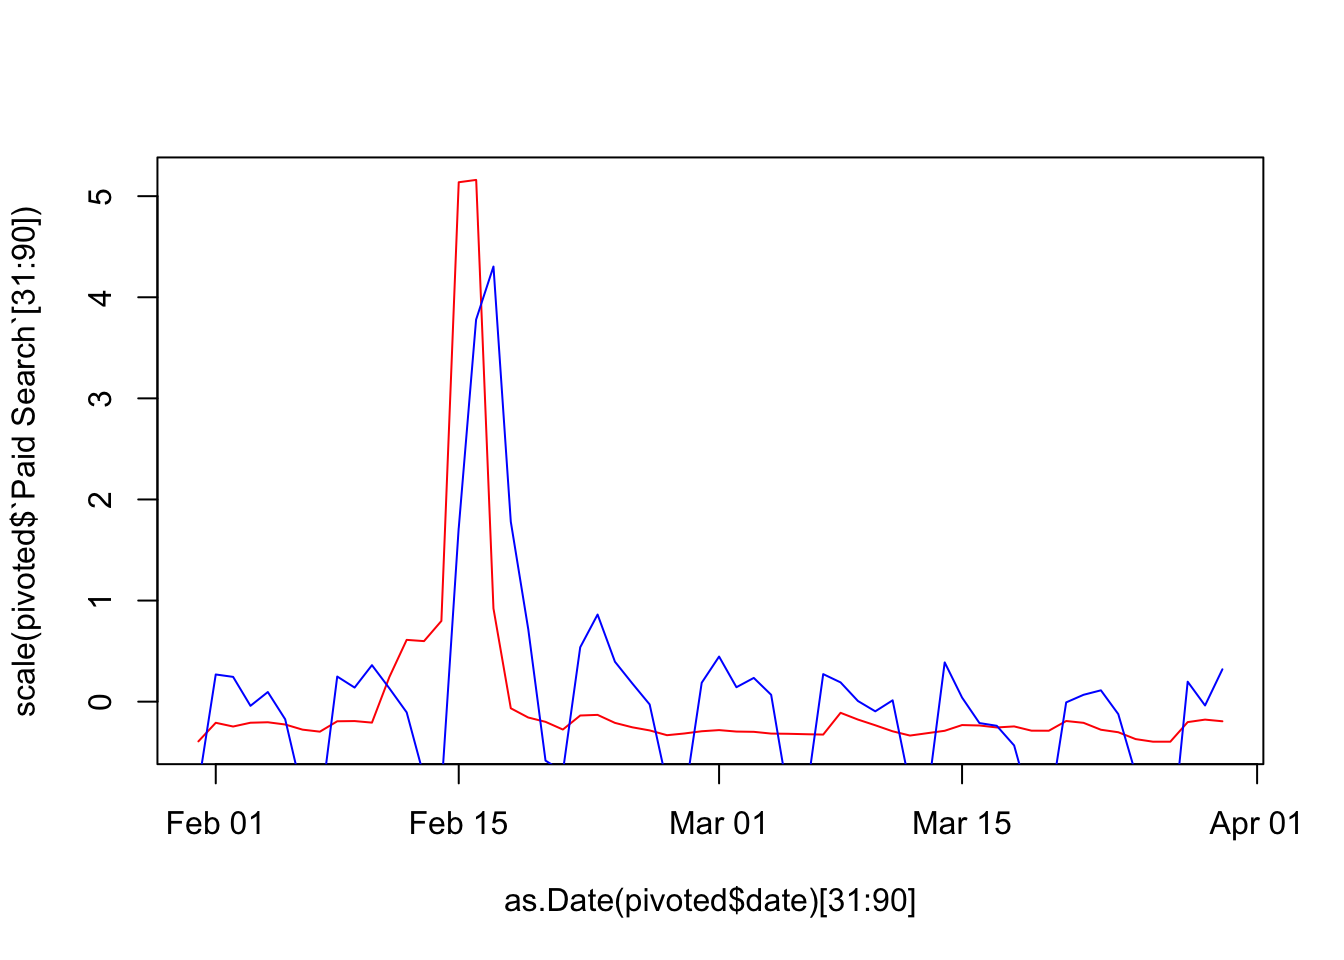 scale(pivoted$`Paid Search`[31:90])
5
4
3
2
1
0
Feb 01 Feb 15 Mar 01 Mar 15 Apr 01
as.Date(pivoted$date)[31:90]